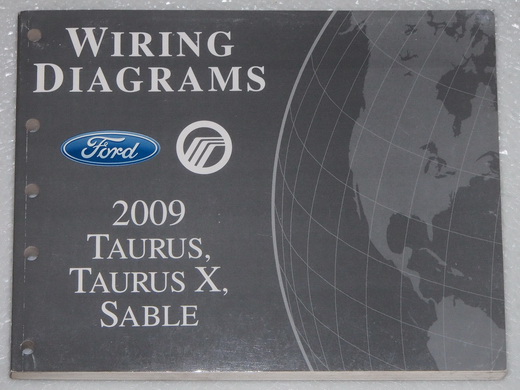 WIRING
DIAGRAMS
Ford
2009
TAURUS,
TAURUS X,
SABLE